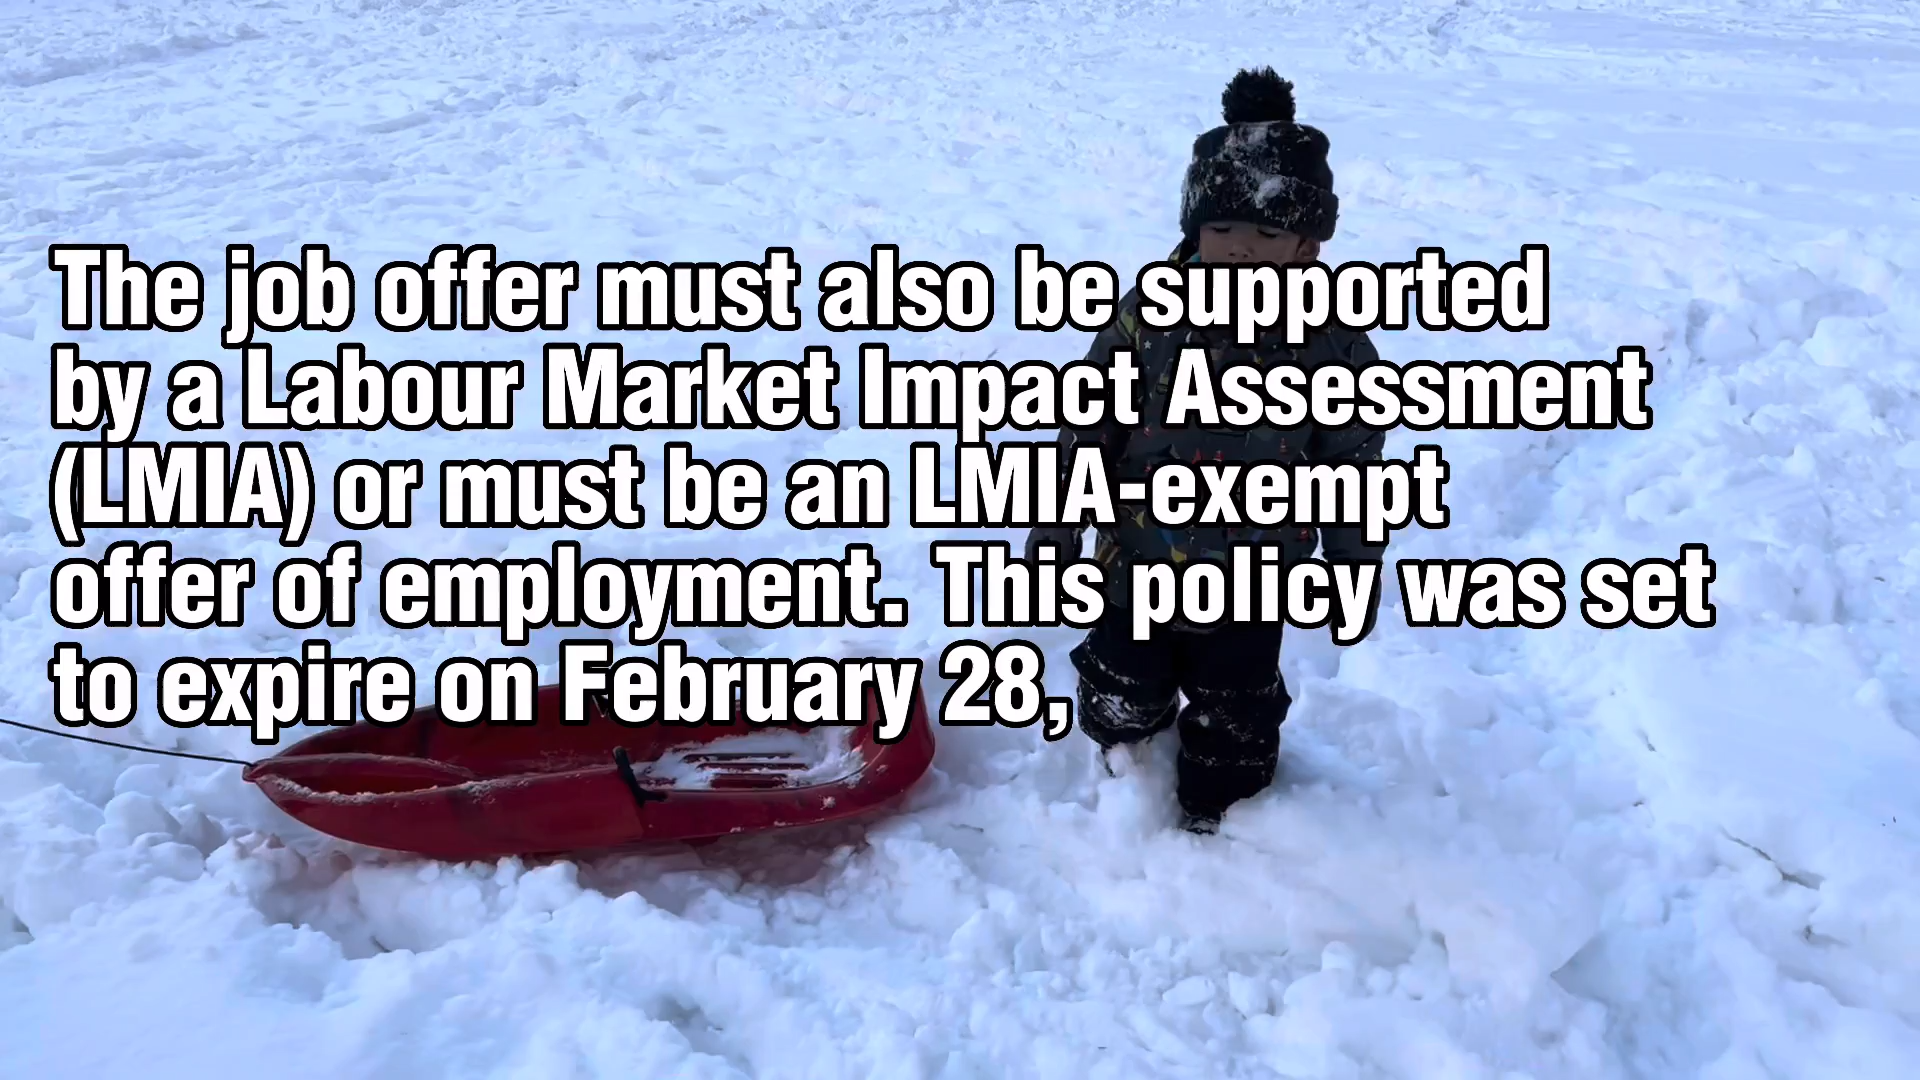 The job offer must also be supported
by a Labour Market Impact Assessment
(LMIA) or must be an LMIA-exempt
offer of employment. This policy was set
to expire on February 28,